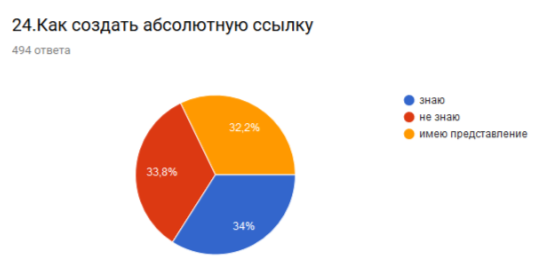 24.Как создать абсолютную ссылку
494 ответа
знаю
не знаю
имею представление
32,2%
33,8%
34%